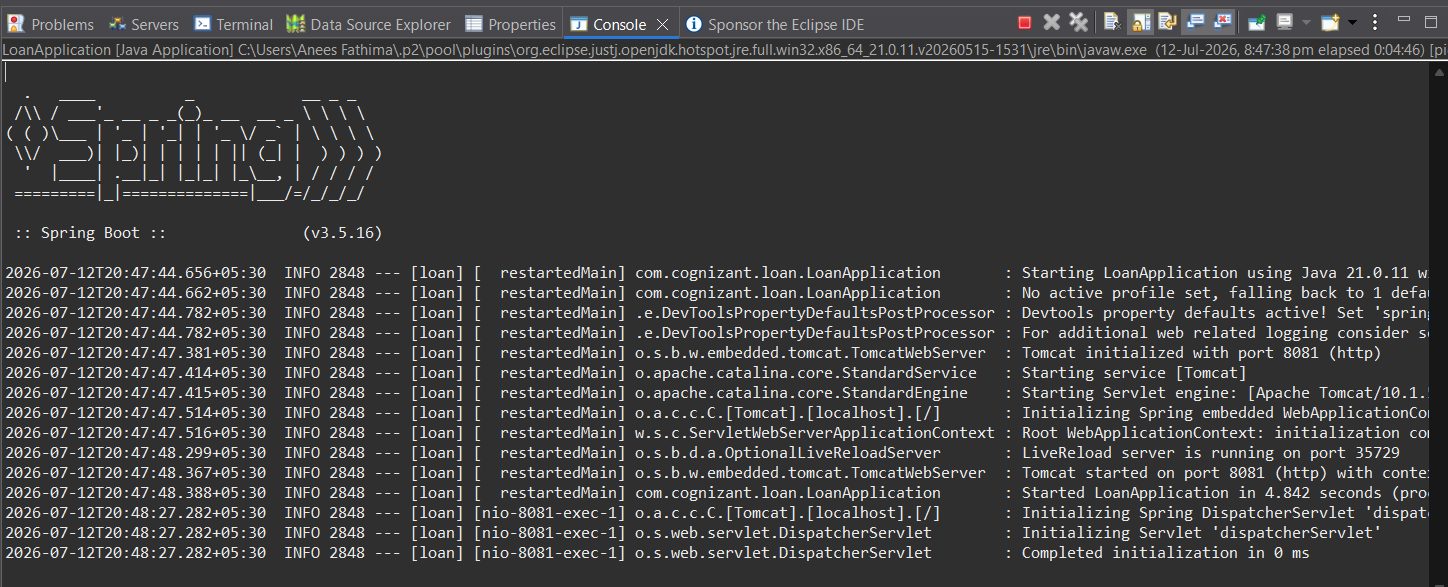 Problems Servers Terminal Data Source Explorer Properties Console Sponsor the Eclipse IDE
LoanApplication [Java Application] C:\Users\Anees Fathima\.p2\pool\plugins\org.eclipse.justj.openjdk.hotspot.jre.full.win32.x86_64_21.0.11.v20260515-1531\jre\bin\javaw.exe (12-Jul-2026, 8:47:38 pm elapsed 0:04:46) [pi
  .   ____          _            __ _ _
 /\\ / ___'_ __ _ _(_)_ __  __ _ \ \ \ \
( ( )\___ | '_ | '_| | '_ \/ _` | \ \ \ \
 \\/  ___)| |_)| | | | | || (_| |  ) ) ) )
  '  |____| .__|_| |_|_| |_\__, | / / / /
 =========|_|==============|___/=/_/_/_/
 :: Spring Boot ::                (v3.5.16)
2026-07-12T20:47:44.656+05:30  INFO 2848 --- [loan] [  restartedMain] com.cognizant.loan.LoanApplication       : Starting LoanApplication using Java 21.0.11 w
2026-07-12T20:47:44.662+05:30  INFO 2848 --- [loan] [  restartedMain] com.cognizant.loan.LoanApplication       : No active profile set, falling back to 1 defa
2026-07-12T20:47:44.782+05:30  INFO 2848 --- [loan] [  restartedMain] .e.DevToolsPropertyDefaultsPostProcessor : Devtools property defaults active! Set 'spring
2026-07-12T20:47:44.782+05:30  INFO 2848 --- [loan] [  restartedMain] .e.DevToolsPropertyDefaultsPostProcessor : For additional web related logging consider s
2026-07-12T20:47:47.381+05:30  INFO 2848 --- [loan] [  restartedMain] o.s.b.w.embedded.tomcat.TomcatWebServer  : Tomcat initialized with port 8081 (http)
2026-07-12T20:47:47.414+05:30  INFO 2848 --- [loan] [  restartedMain] o.apache.catalina.core.StandardService   : Starting service [Tomcat]
2026-07-12T20:47:47.415+05:30  INFO 2848 --- [loan] [  restartedMain] o.apache.catalina.core.StandardEngine    : Starting Servlet engine: [Apache Tomcat/10.1.
2026-07-12T20:47:47.514+05:30  INFO 2848 --- [loan] [  restartedMain] o.a.c.c.C.[Tomcat].[localhost].[/]       : Initializing Spring embedded WebApplicationCo
2026-07-12T20:47:47.516+05:30  INFO 2848 --- [loan] [  restartedMain] w.s.c.ServletWebServerApplicationContext : Root WebApplicationContext: initialization co
2026-07-12T20:47:48.299+05:30  INFO 2848 --- [loan] [  restartedMain] o.s.b.d.a.OptionalLiveReloadServer       : LiveReload server is running on port 35729
2026-07-12T20:47:48.367+05:30  INFO 2848 --- [loan] [  restartedMain] o.s.b.w.embedded.tomcat.TomcatWebServer  : Tomcat started on port 8081 (http) with conte
2026-07-12T20:47:48.388+05:30  INFO 2848 --- [loan] [  restartedMain] com.cognizant.loan.LoanApplication       : Started LoanApplication in 4.842 seconds (pro
2026-07-12T20:48:27.282+05:30  INFO 2848 --- [loan] [nio-8081-exec-1] o.a.c.c.C.[Tomcat].[localhost].[/]       : Initializing Spring DispatcherServlet 'dispat
2026-07-12T20:48:27.282+05:30  INFO 2848 --- [loan] [nio-8081-exec-1] o.s.web.servlet.DispatcherServlet        : Initializing Servlet 'dispatcherServlet'
2026-07-12T20:48:27.282+05:30  INFO 2848 --- [loan] [nio-8081-exec-1] o.s.web.servlet.DispatcherServlet        : Completed initialization in 0 ms